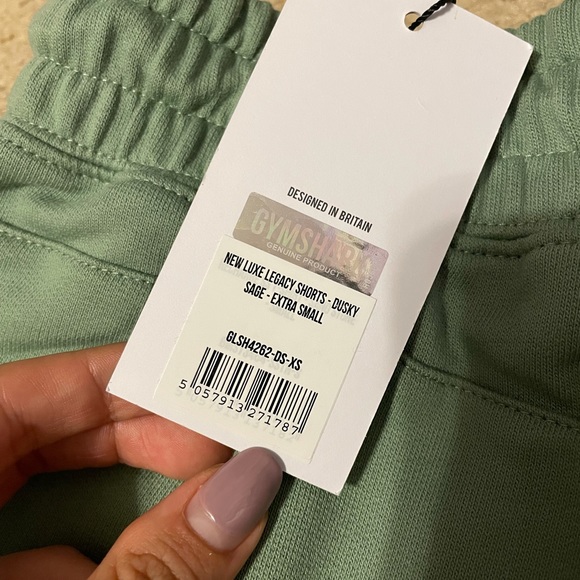 DESIGNED IN BRITAIN
GYMSHARK
GENUINE PRODUCT
NEW LUXE LEGACY SHORTS - DUSKY
SAGE - EXTRA SMALL
GLSH4262-DS-XS
5 057913 271787